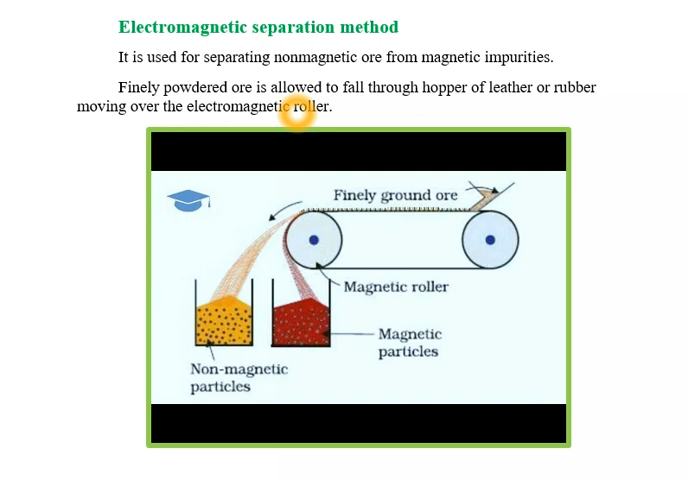 Electromagnetic separation method
It is used for separating nonmagnetic ore from magnetic impurities.
Finely powdered ore is allowed to fall through hopper of leather or rubber
moving over the electromagnetic roller.
Finely ground ore
Magnetic roller
Magnetic
particles
Non-magnetic
particles